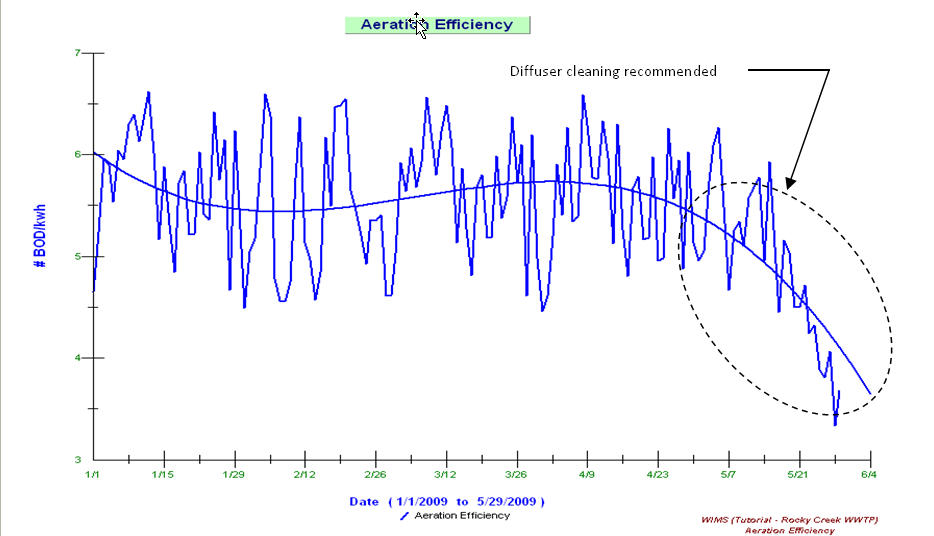 Aeration Efficiency
Diffuser cleaning recommended
7
6
5
4
3
# BOD/kwh
1/1 1/15 1/29 2/12 2/26 3/12 3/26 4/9 4/23 5/7 5/21 6/4
Date ( 1/1/2009 to 5/29/2009 )
Aeration Efficiency
WIMS (Tutorial - Rocky Creek WWTP)
Aeration Efficiency